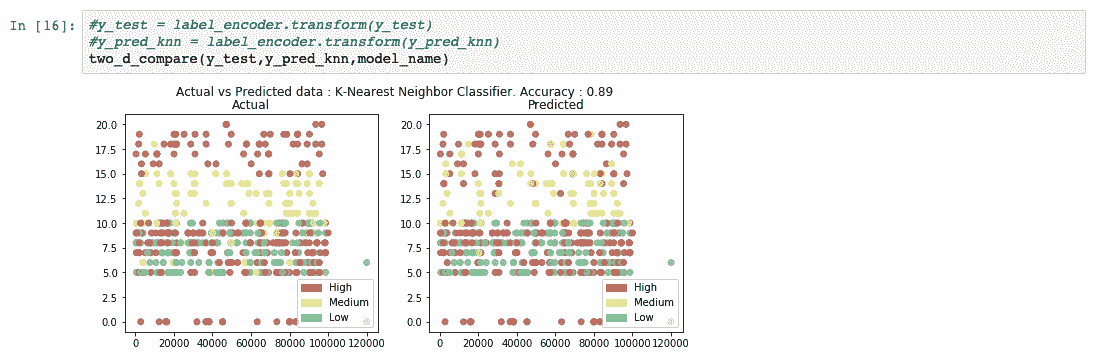 In [16]: #y_test = label_encoder.transform(y_test)
#y_pred_knn = label_encoder.transform(y_pred_knn)
two_d_compare(y_test,y_pred_knn,model_name)
Actual vs Predicted data : K-Nearest Neighbor Classifier. Accuracy : 0.89
Actual Predicted
20.0 20.0
17.5 17.5
15.0 15.0
12.5 12.5
10.0 10.0
7.5 7.5
5.0 5.0
High High
2.5 Medium 2.5 Medium
0.0 Low 0.0 Low
0 20000 40000 60000 80000 100000 120000 0 20000 40000 60000 80000 100000 120000